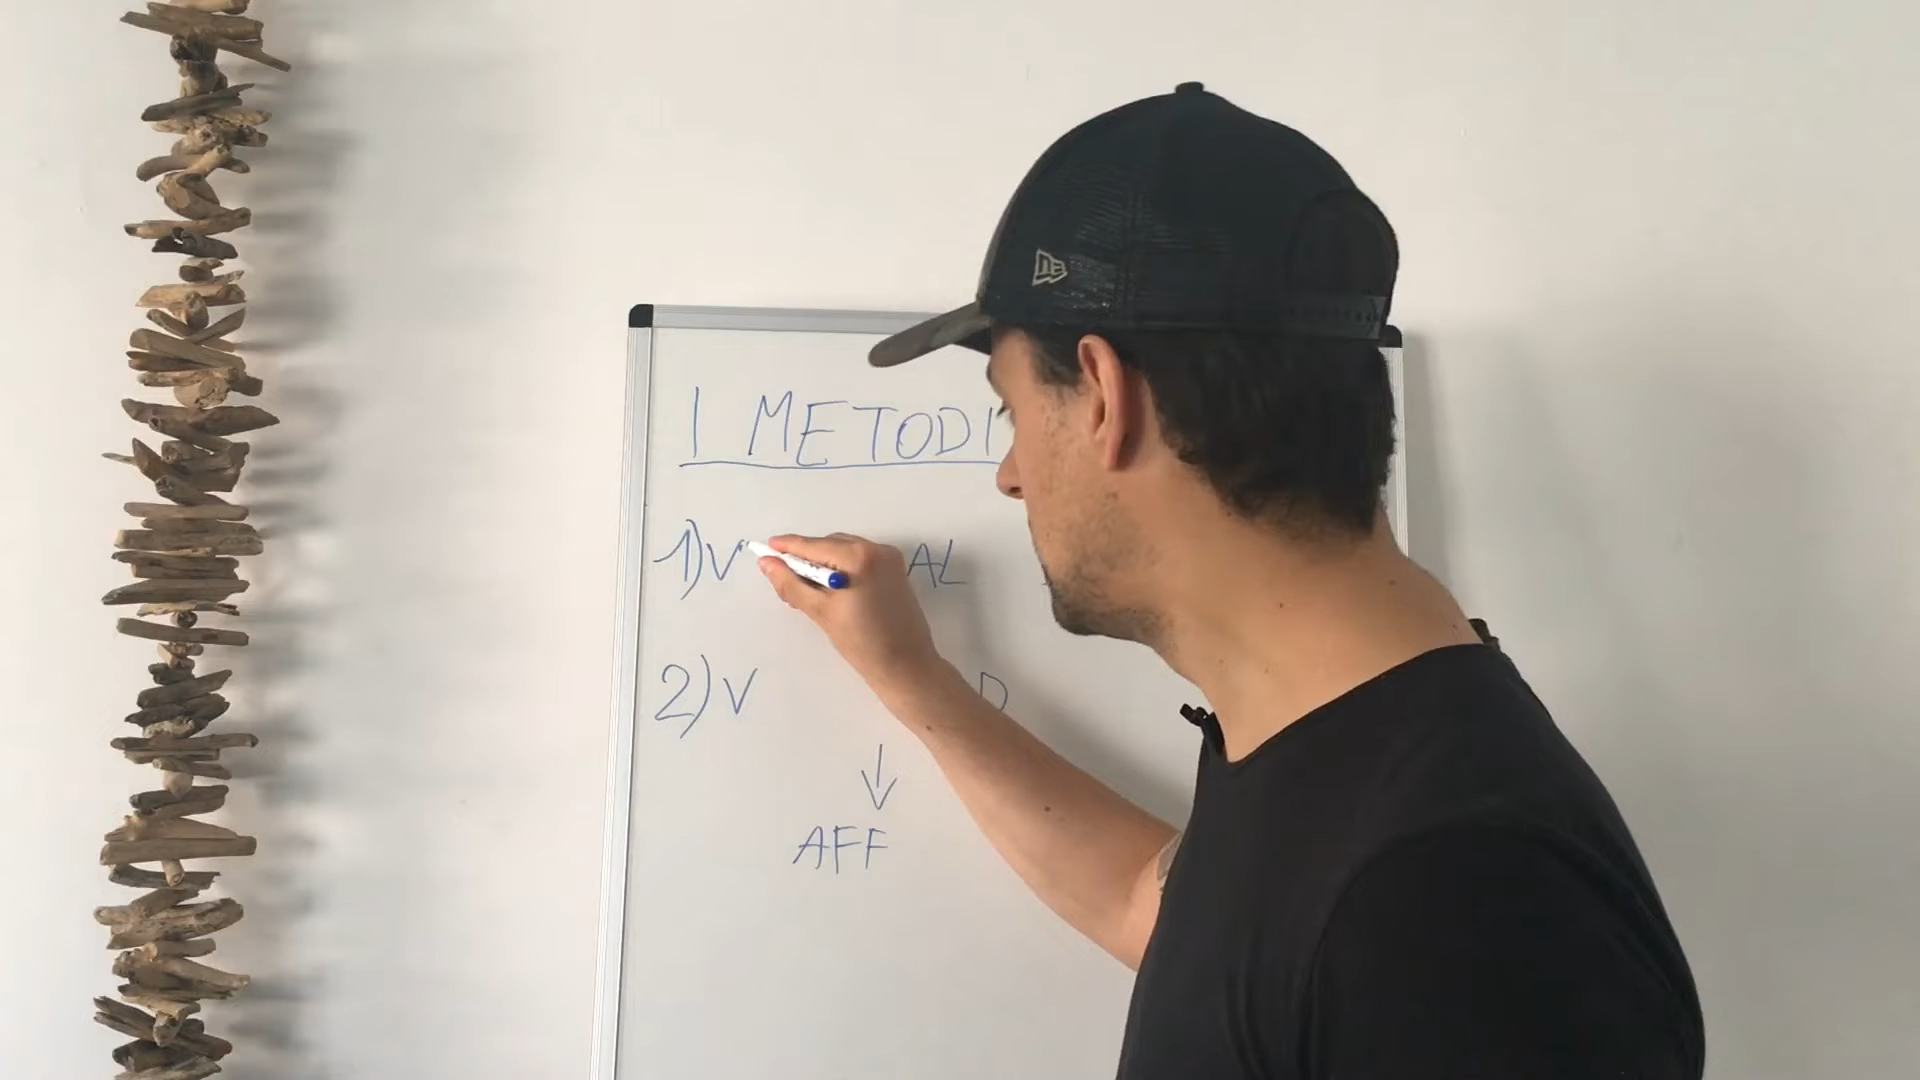 I METODI
1) V AL
2) V D
↓
AFF